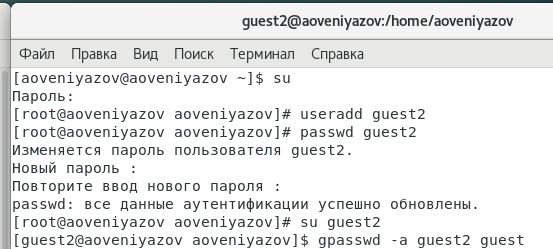 guest2@aoveniyazov:/home/aoveniyazov
Файл Правка Вид Поиск Терминал Справка
[aoveniyazov@aoveniyazov ~]$ su
Пароль:
[root@aoveniyazov aoveniyazov]# useradd guest2
[root@aoveniyazov aoveniyazov]# passwd guest2
Изменяется пароль пользователя guest2.
Новый пароль :
Повторите ввод нового пароля :
passwd: все данные аутентификации успешно обновлены.
[root@aoveniyazov aoveniyazov]# su guest2
[guest2@aoveniyazov aoveniyazov]$ gpasswd -a guest2 guest